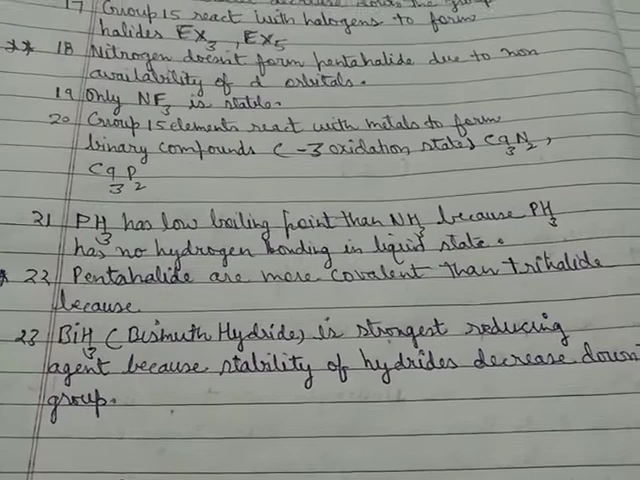 17 Group 15 react with halogens to form
halides EX3, EX5
** 18 Nitrogen doesn't form pentahalide due to non
availability of d orbitals.
19 Only NF3 is stable.
20 Group 15 elements react with metals to form
binary compounds (-3 oxidation state) Ca3N2,
Ca3P2
21 PH3 has low boiling point than NH3 because PH3
has no hydrogen bonding in liquid state.
* 22 Pentahalide are more covalent than trihalide
because
23 BiH3 (Bismuth Hydride) is strongest reducing
agent because stability of hydrides decrease down
group.